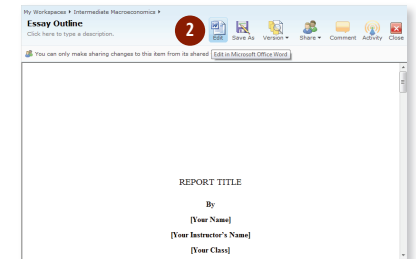 My Workspaces ▸ Intermediate Macroeconomics ▸
Essay Outline
Click here to type a description.
2
Edit Save As Version ▾ Share ▾ Comment Activity Close
You can only make sharing changes to this item from its shared
Edit in Microsoft Office Word
REPORT TITLE
By
[Your Name]
[Your Instructor's Name]
[Your Class]